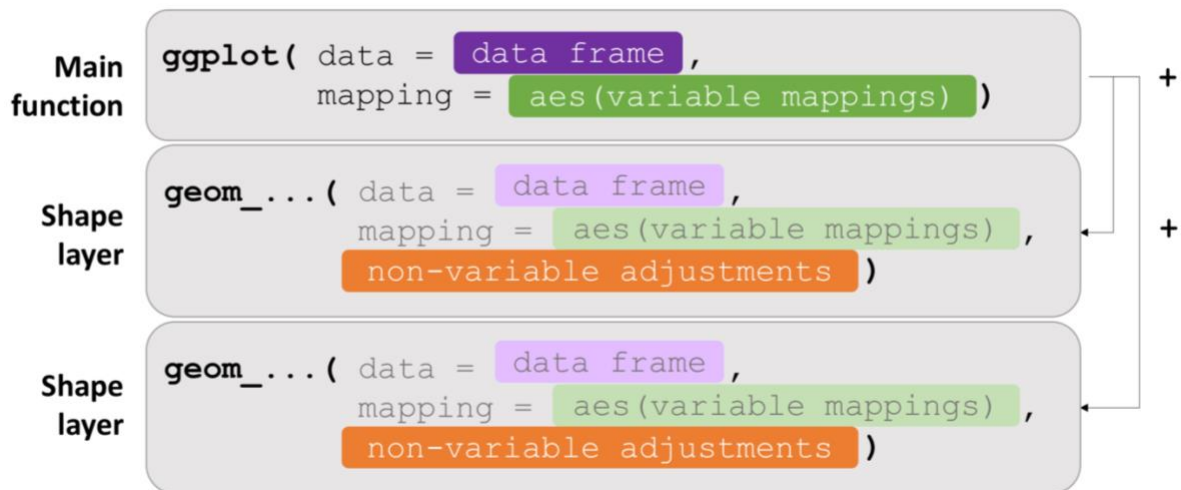 Main
function
ggplot( data = data frame ,
mapping = aes(variable mappings) )
+
Shape
layer
geom_...( data = data frame ,
mapping = aes(variable mappings) ,
non-variable adjustments )
+
Shape
layer
geom_...( data = data frame ,
mapping = aes(variable mappings) ,
non-variable adjustments )